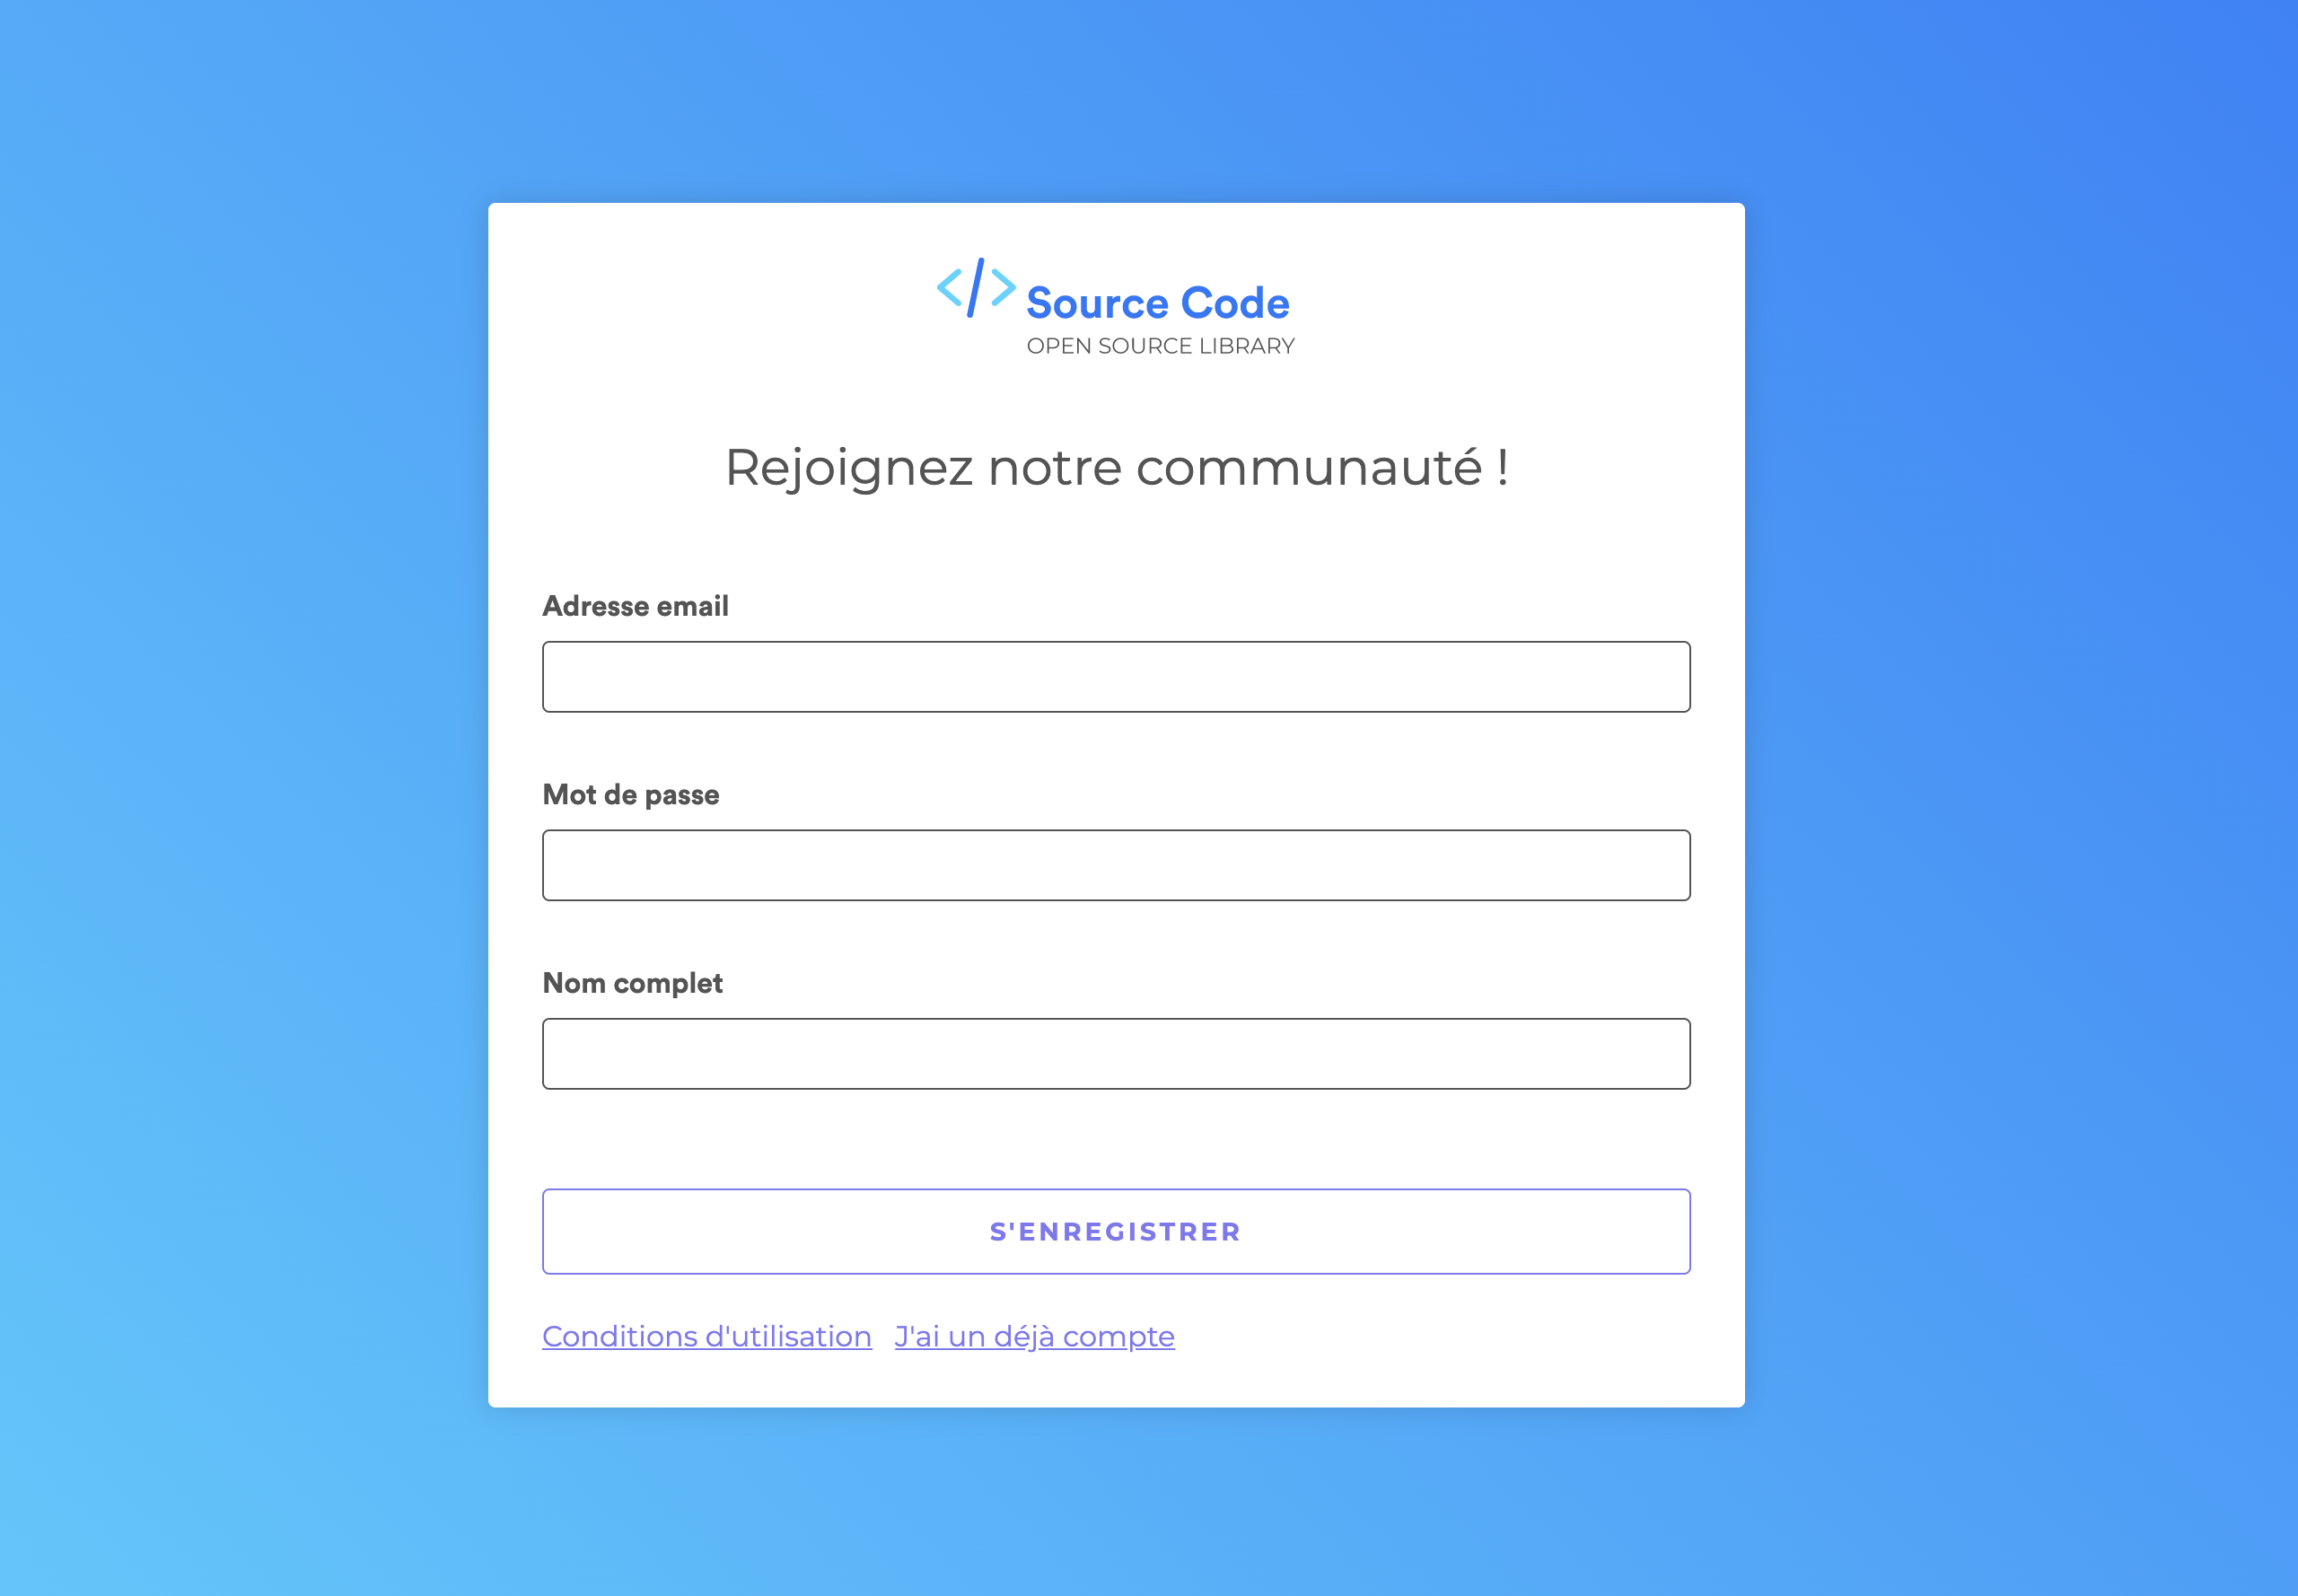 </> Source Code
OPEN SOURCE LIBRARY
Rejoignez notre communauté !
Adresse email
Mot de passe
Nom complet
S'ENREGISTRER
Conditions d'utilisation J'ai un déjà compte